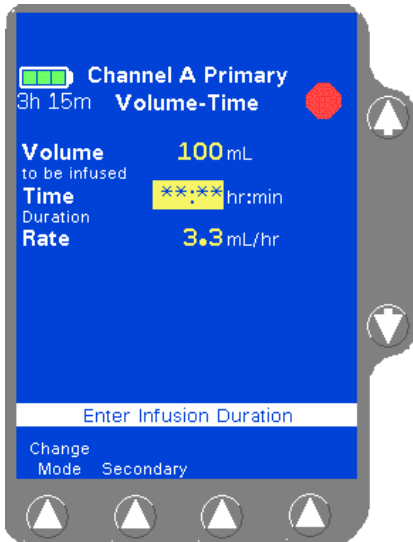 Channel A Primary
3h 15m Volume-Time
Volume 100 mL
to be infused
Time **:** hr:min
Duration
Rate 3.3 mL/hr
Enter Infusion Duration
Change
Mode Secondary